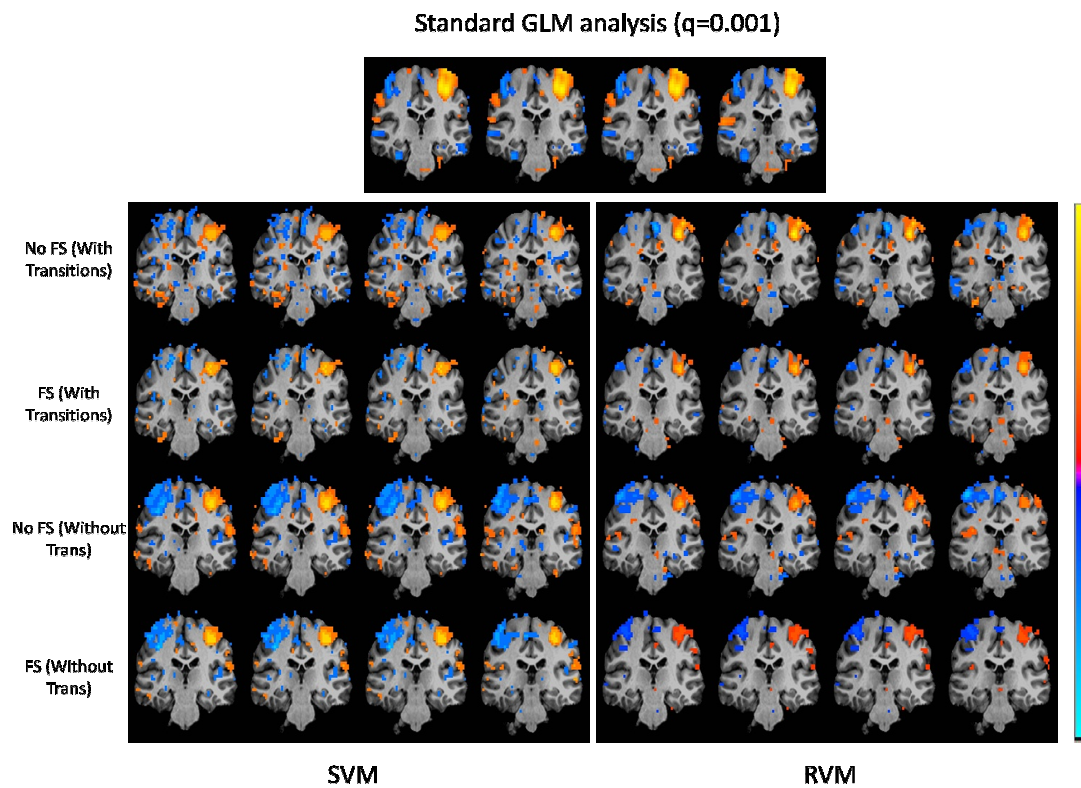 Standard GLM analysis (q=0.001)
No FS (With
Transitions)
FS (With
Transitions)
No FS (Without
Trans)
FS (Without
Trans)
SVM
RVM